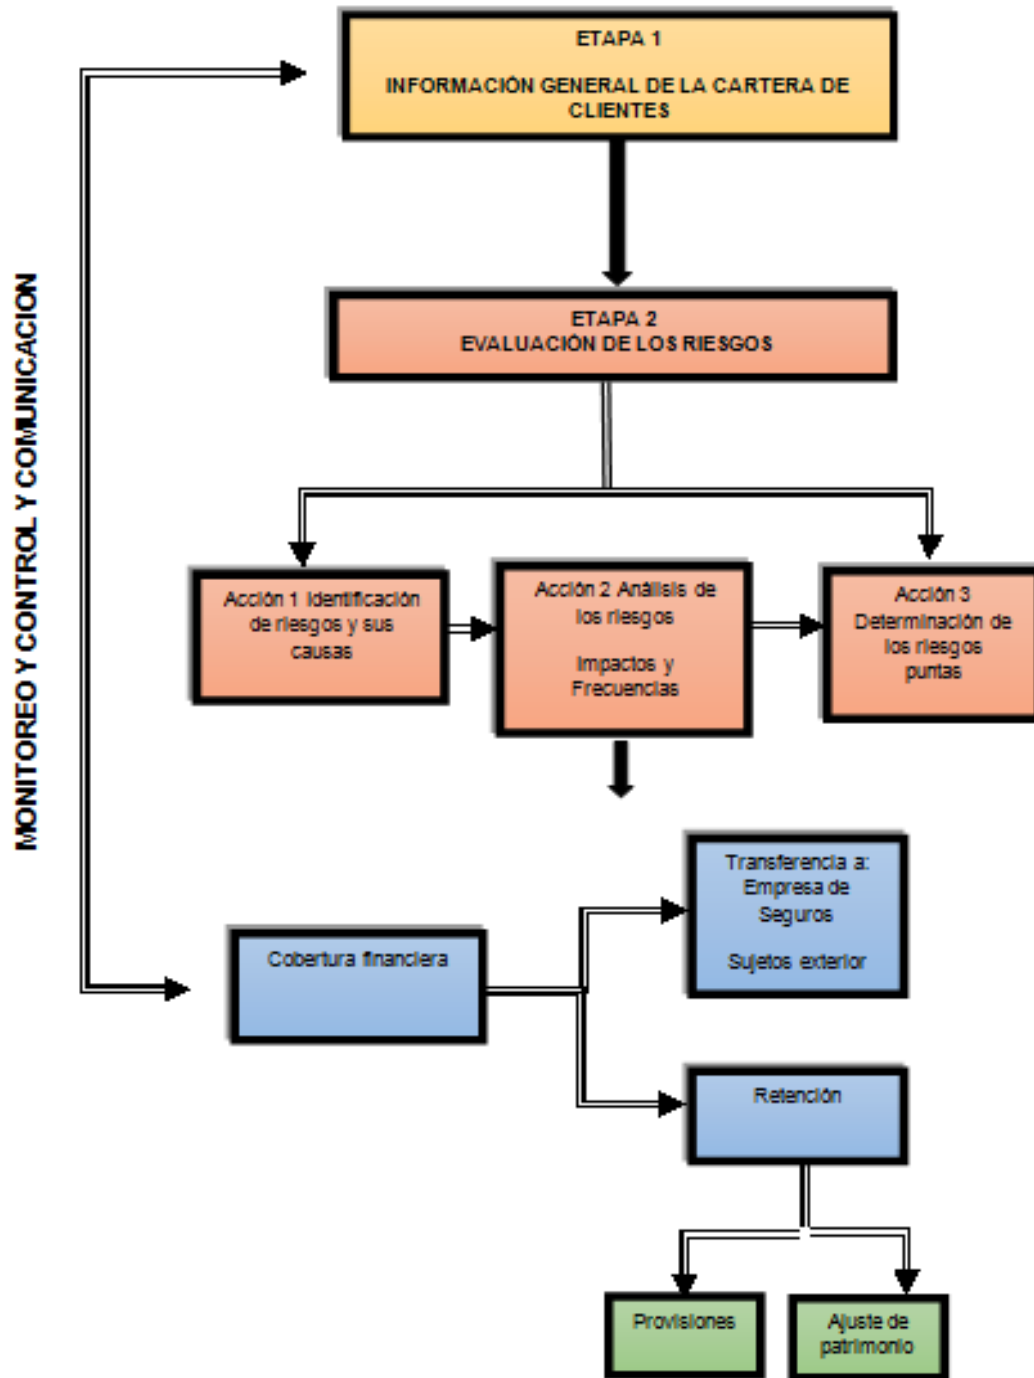 ETAPA 1
INFORMACIÓN GENERAL DE LA CARTERA DE
CLIENTES
MONITOREO Y CONTROL Y COMUNICACION
ETAPA 2
EVALUACIÓN DE LOS RIESGOS
Acción 1 Identificación
de riesgos y sus
causas
Acción 2 Análisis de
los riesgos
Impactos y
Frecuencias
Acción 3
Determinación de
los riesgos
puntas
Transferencia a:
Empresa de
Seguros
Sujetos exterior
Cobertura financiera
Retención
Provisiones
Ajuste de
patrimonio